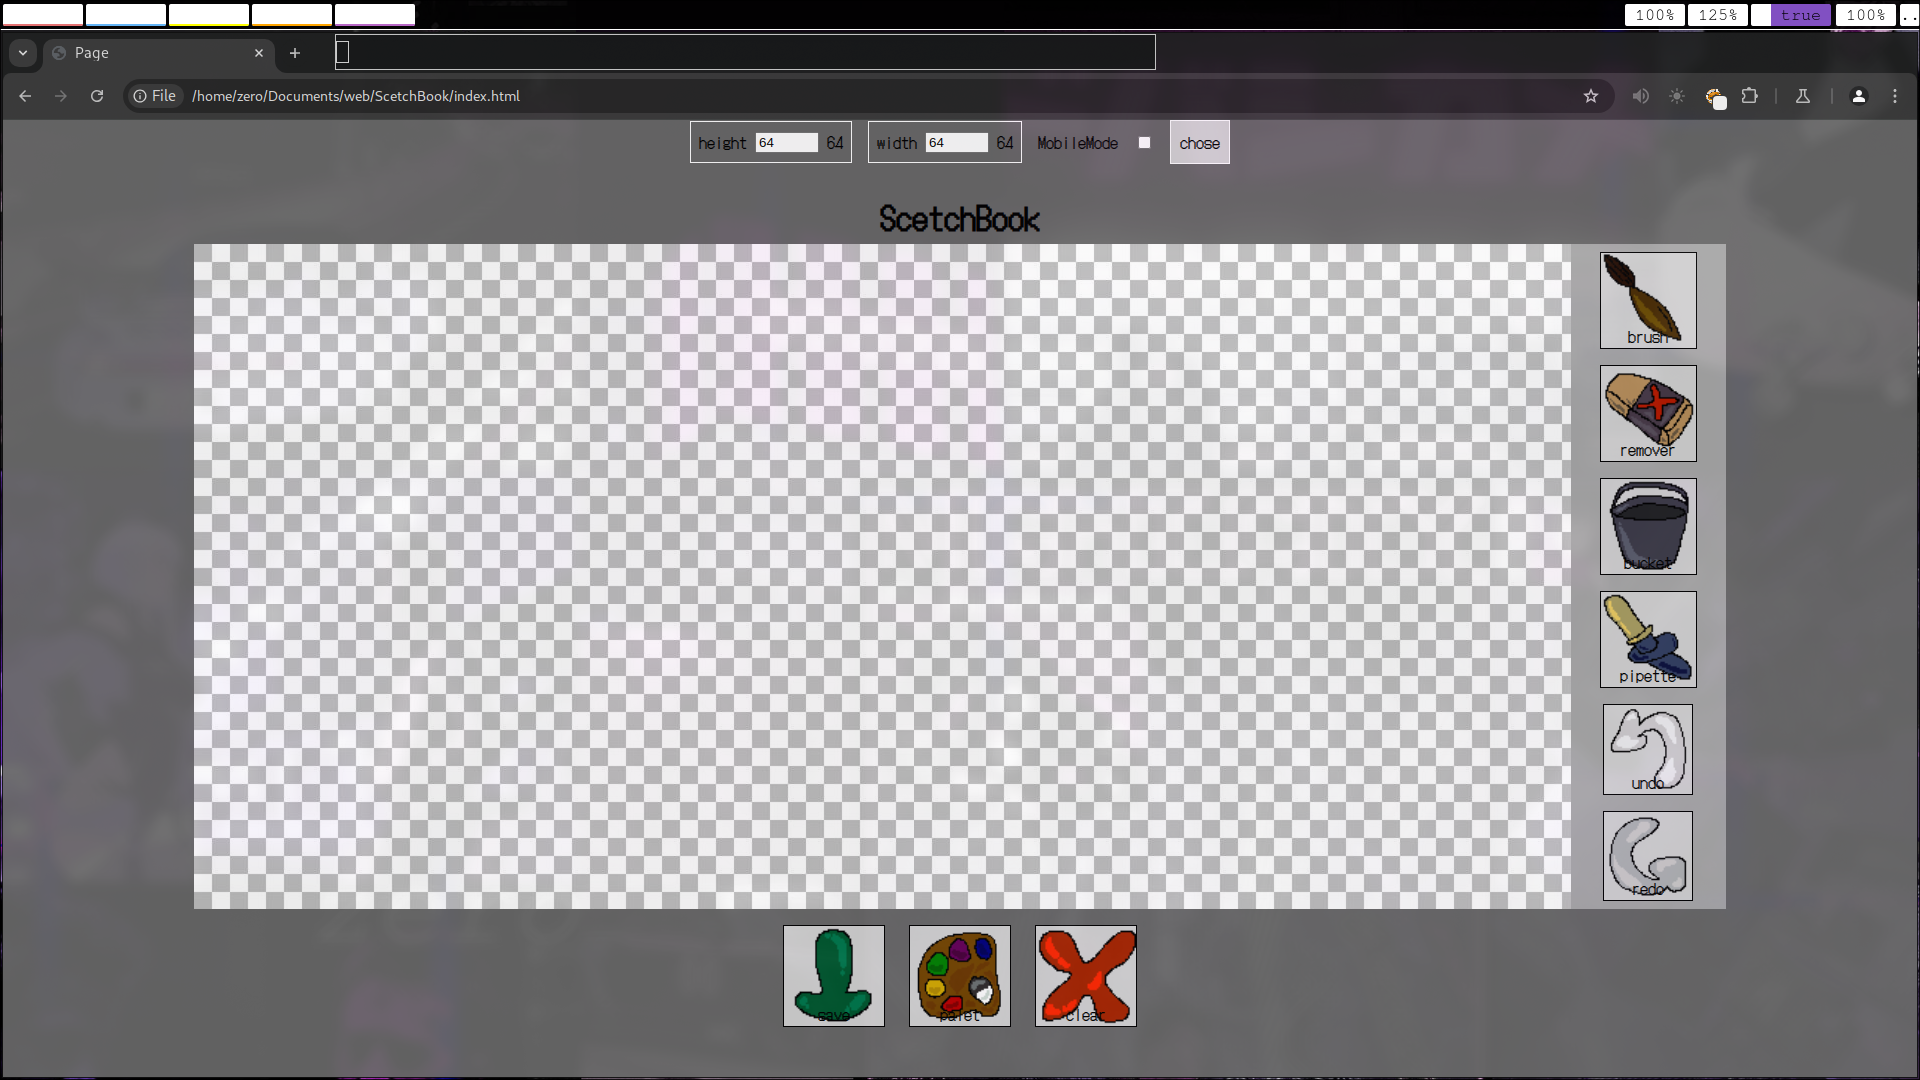 100% 125% true 100% ..
Page
File /home/zero/Documents/web/ScetchBook/index.html
height 64 64 width 64 64 MobileMode chose
ScetchBook
brush
remover
bucket
pipette
undo
redo
save palet clear